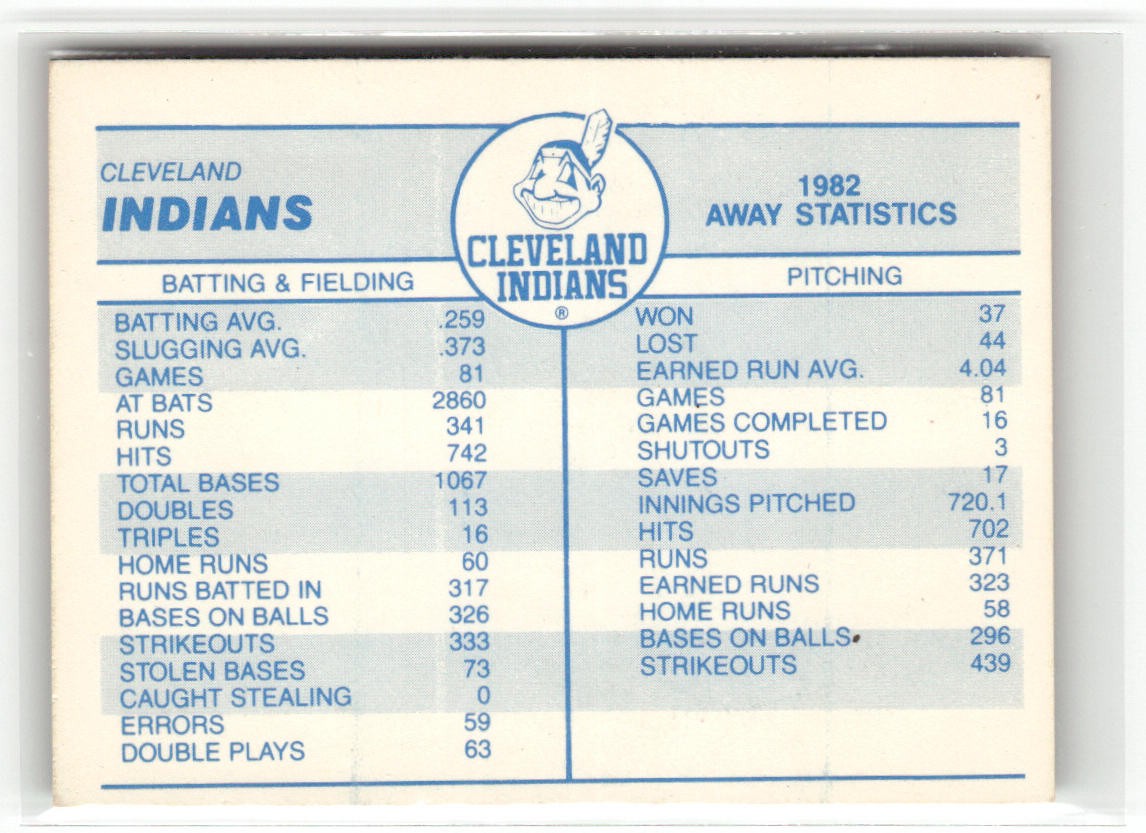 CLEVELAND
INDIANS
CLEVELAND
INDIANS
®
1982
AWAY STATISTICS
BATTING & FIELDING
BATTING AVG. .259
SLUGGING AVG. .373
GAMES 81
AT BATS 2860
RUNS 341
HITS 742
TOTAL BASES 1067
DOUBLES 113
TRIPLES 16
HOME RUNS 60
RUNS BATTED IN 317
BASES ON BALLS 326
STRIKEOUTS 333
STOLEN BASES 73
CAUGHT STEALING 0
ERRORS 59
DOUBLE PLAYS 63
PITCHING
WON 37
LOST 44
EARNED RUN AVG. 4.04
GAMES 81
GAMES COMPLETED 16
SHUTOUTS 3
SAVES 17
INNINGS PITCHED 720.1
HITS 702
RUNS 371
EARNED RUNS 323
HOME RUNS 58
BASES ON BALLS 296
STRIKEOUTS 439